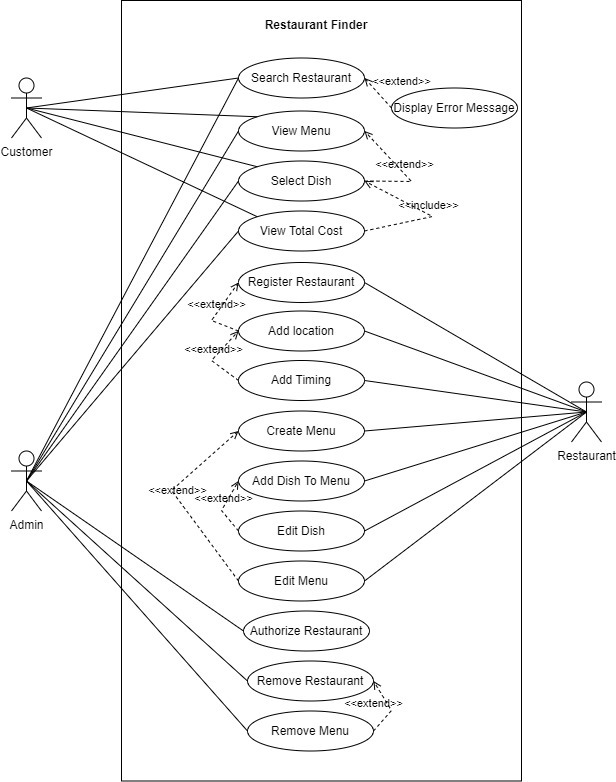 Restaurant Finder
Search Restaurant
<<extend>>
Display Error Message
View Menu
Customer
<<extend>>
Select Dish
<<include>>
View Total Cost
Register Restaurant
<<extend>>
Add location
<<extend>>
Add Timing
Create Menu
Restaurant
Add Dish To Menu
<<extend>>
<<extend>>
Admin
Edit Dish
Edit Menu
Authorize Restaurant
Remove Restaurant
<<extend>>
Remove Menu